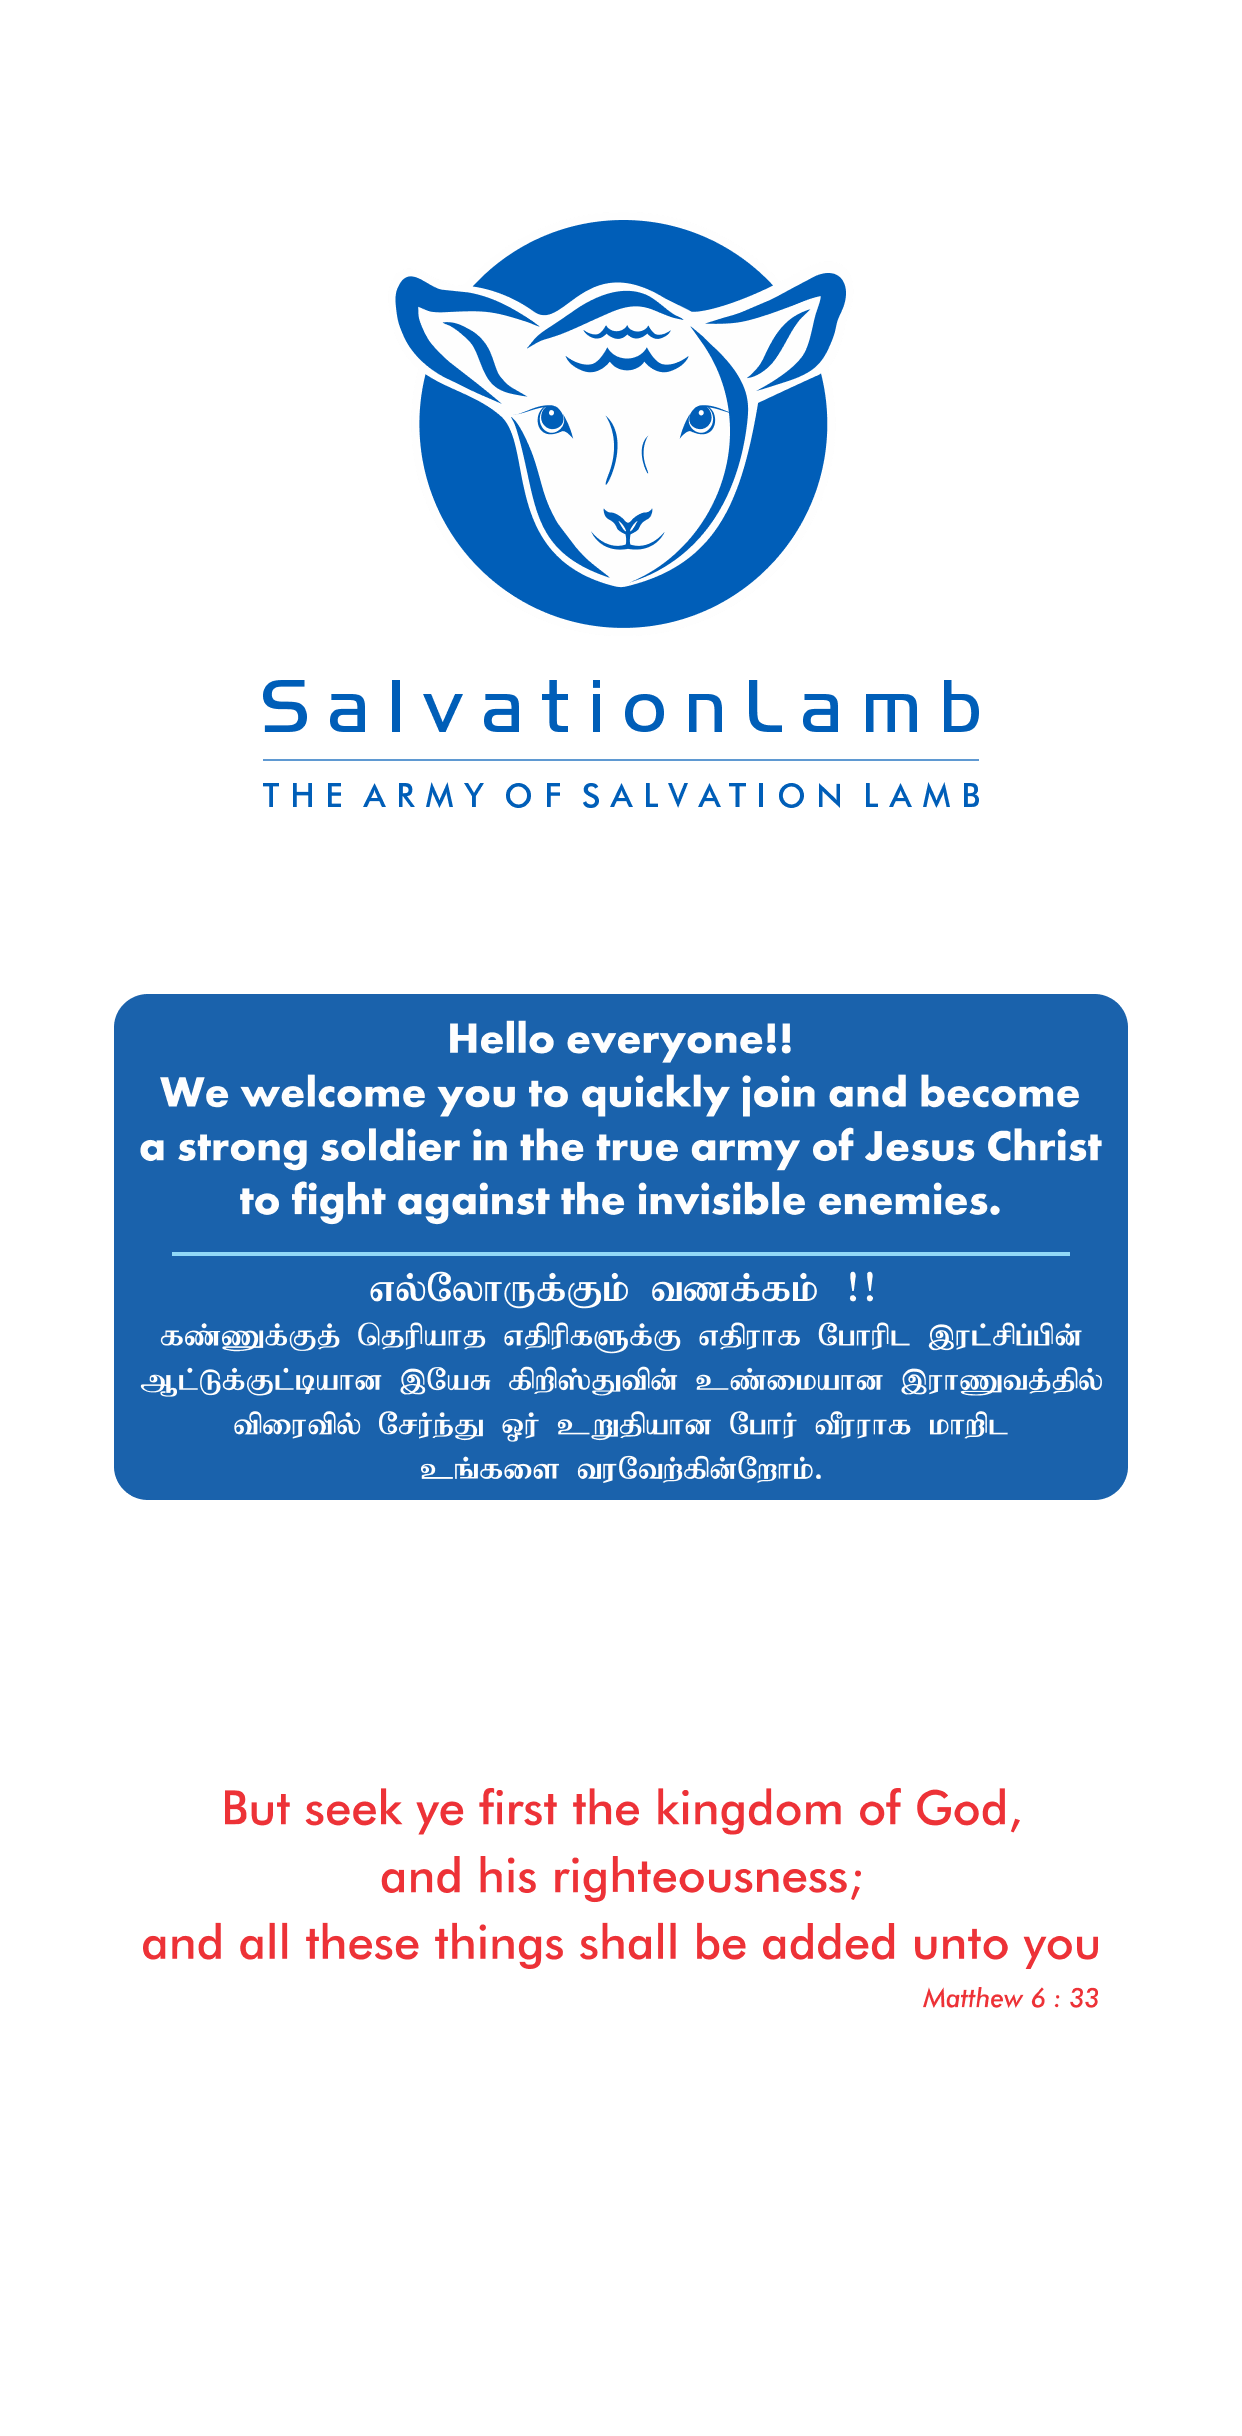 SalvationLamb
THE ARMY OF SALVATION LAMB
Hello everyone!!
We welcome you to quickly join and become
a strong soldier in the true army of Jesus Christ
to fight against the invisible enemies.
எல்லோருக்கும் வணக்கம் !!
கண்ணுக்குத் தெரியாத எதிரிகளுக்கு எதிராக போரிட இரட்சிப்பின்
ஆட்டுக்குட்டியான இயேசு கிறிஸ்துவின் உண்மையான இராணுவத்தில்
விரைவில் சேர்ந்து ஓர் உறுதியான போர் வீரராக மாறிட
உங்களை வரவேற்கின்றோம்.
But seek ye first the kingdom of God,
and his righteousness;
and all these things shall be added unto you
Matthew 6 : 33